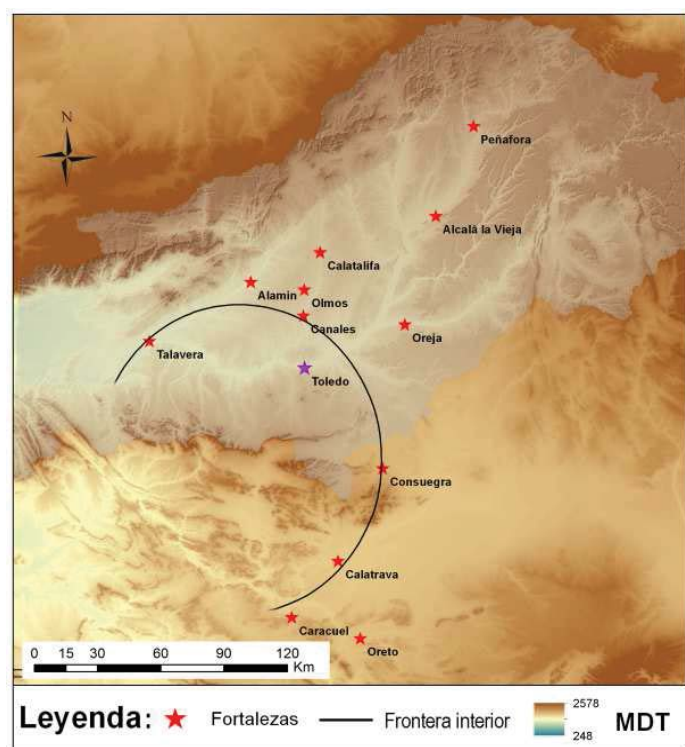 N
Peñafora
Alcalá la Vieja
Calatalifa
Alamin
Olmos
Canales
Talavera
Oreja
Toledo
Consuegra
Calatrava
Caracuel
Oreto
0 15 30 60 90 120
Km
Leyenda: Fortalezas Frontera interior 2578 MDT
248